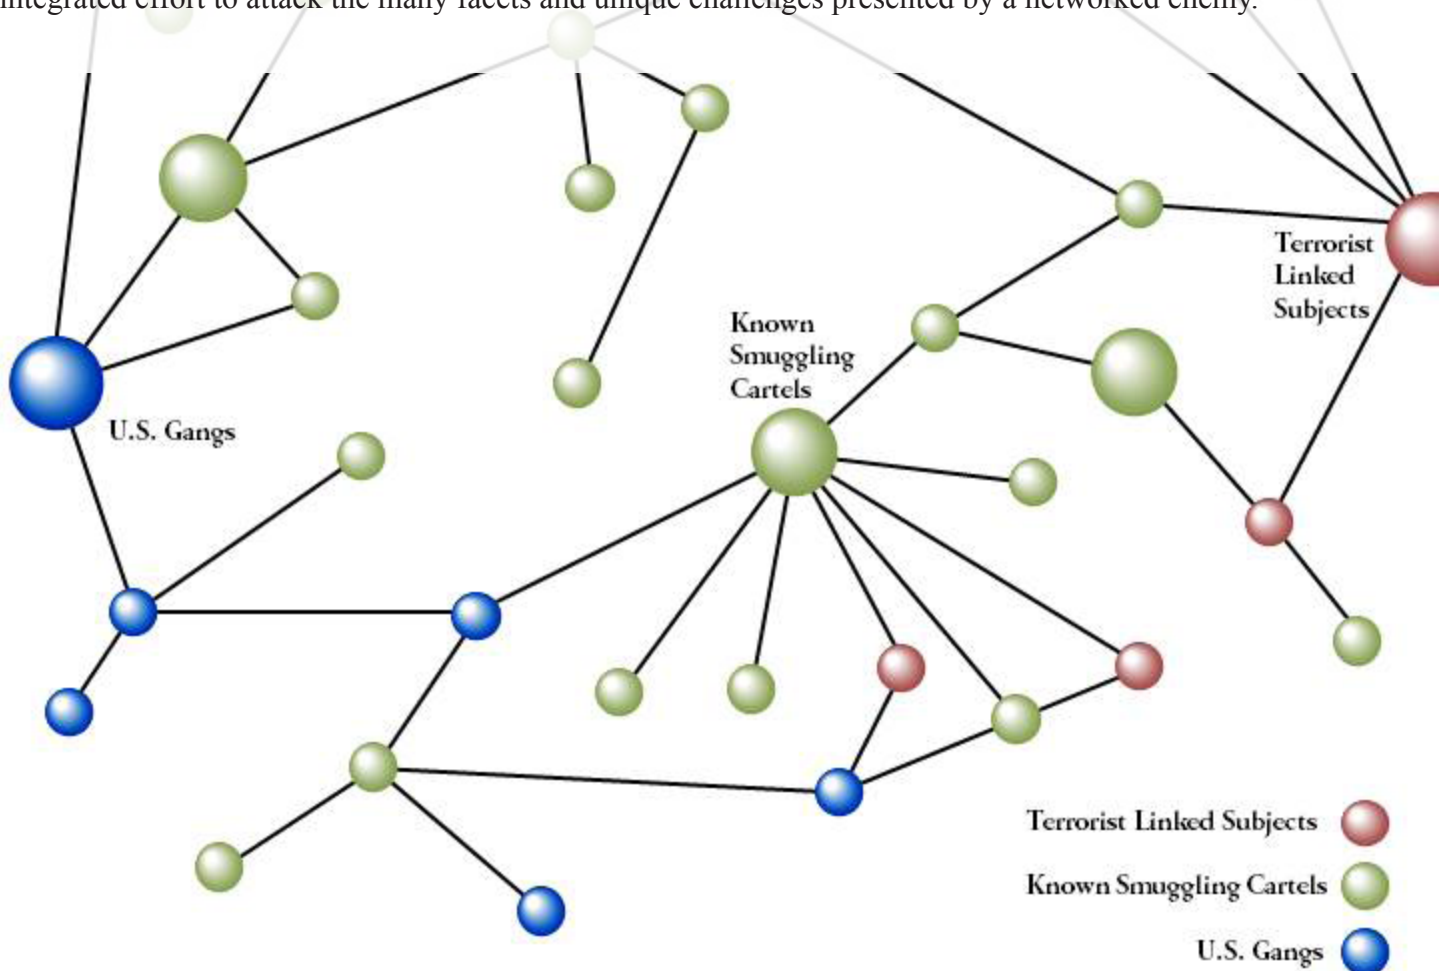 integrated effort to attack the many facets and unique challenges presented by a networked enemy.
Terrorist
Linked
Subjects
Known
Smuggling
Cartels
U.S. Gangs
Terrorist Linked Subjects
Known Smuggling Cartels
U.S. Gangs